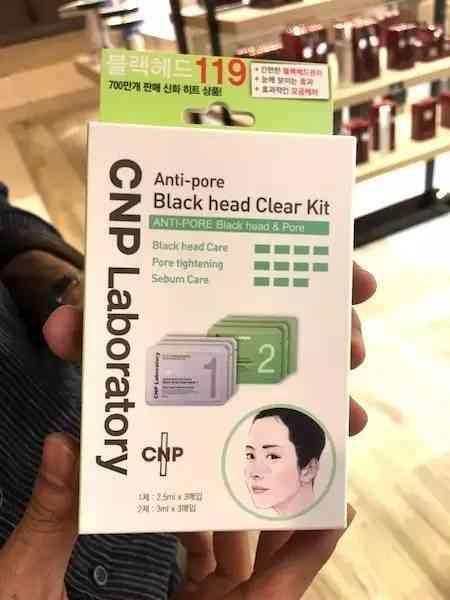 블랙헤드119
700만개 판매 신화 히트 상품!
+ 간편한 블랙헤드관리
+ 눈에 보이는 효과
+ 효과적인 모공케어
CNP Laboratory
Anti-pore
Black head Clear Kit
ANTI-PORE Black head & Pore
Black head Care
Pore tightening
Sebum Care
CNP Laboratory
1
2
CNP
1제 : 2.5ml x 3매입
2제 : 3ml x 3매입